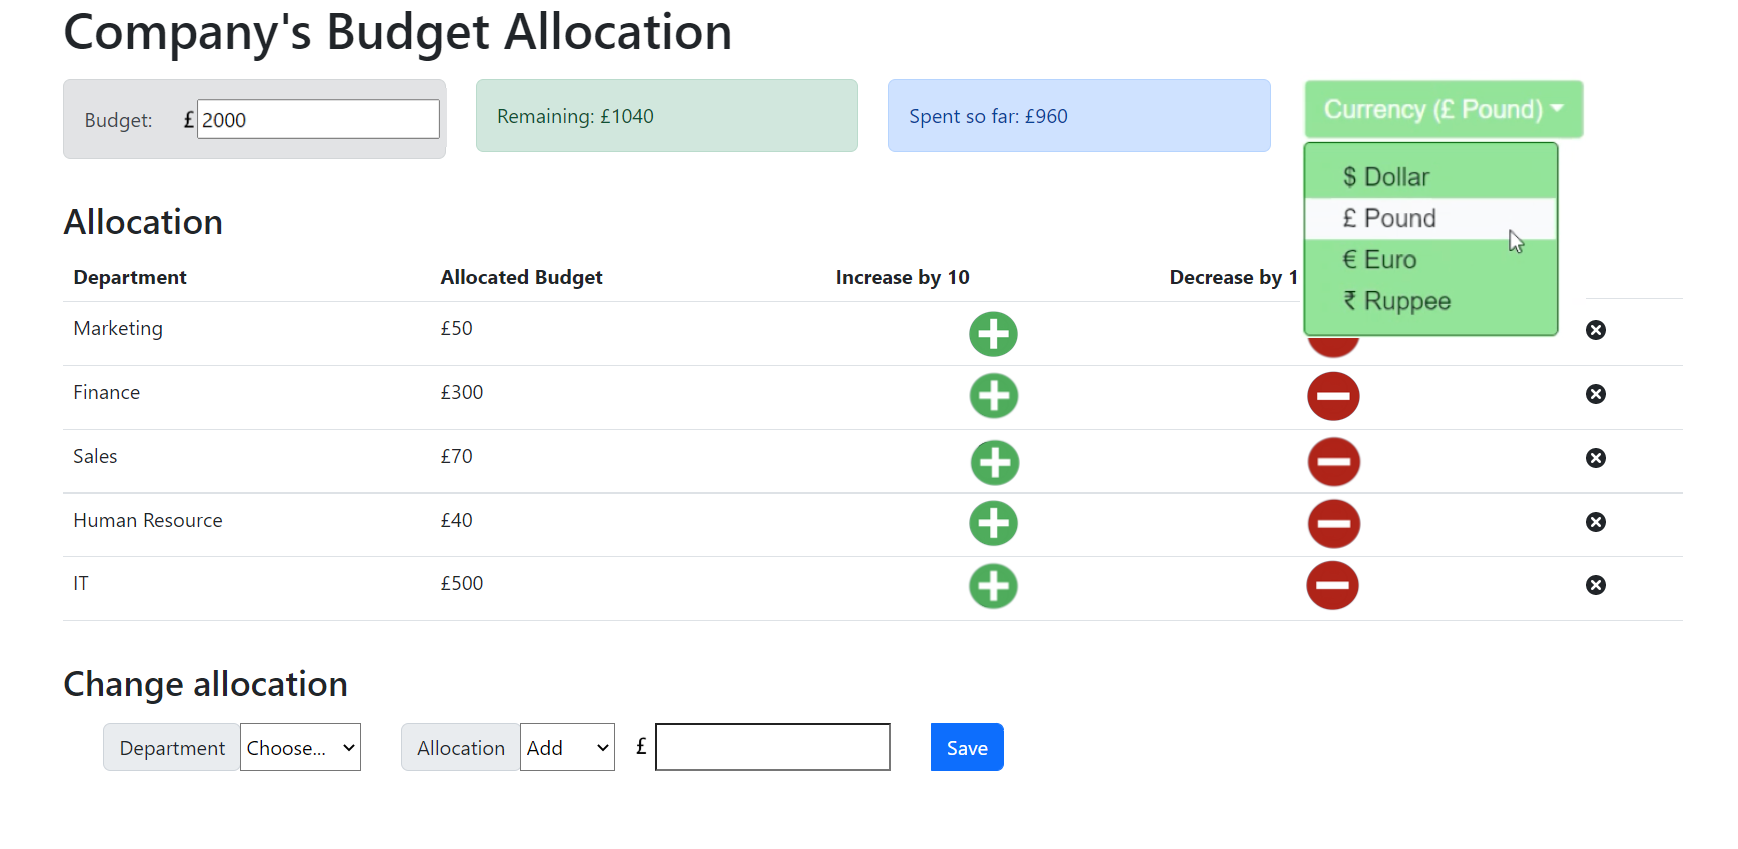 Company's Budget Allocation
Budget: £ 2000
Remaining: £1040
Spent so far: £960
Currency (£ Pound)
$ Dollar
£ Pound
€ Euro
₹ Ruppee
Allocation
Department Allocated Budget Increase by 10 Decrease by 1
Marketing £50
Finance £300
Sales £70
Human Resource £40
IT £500
Change allocation
Department Choose... Allocation Add £ Save